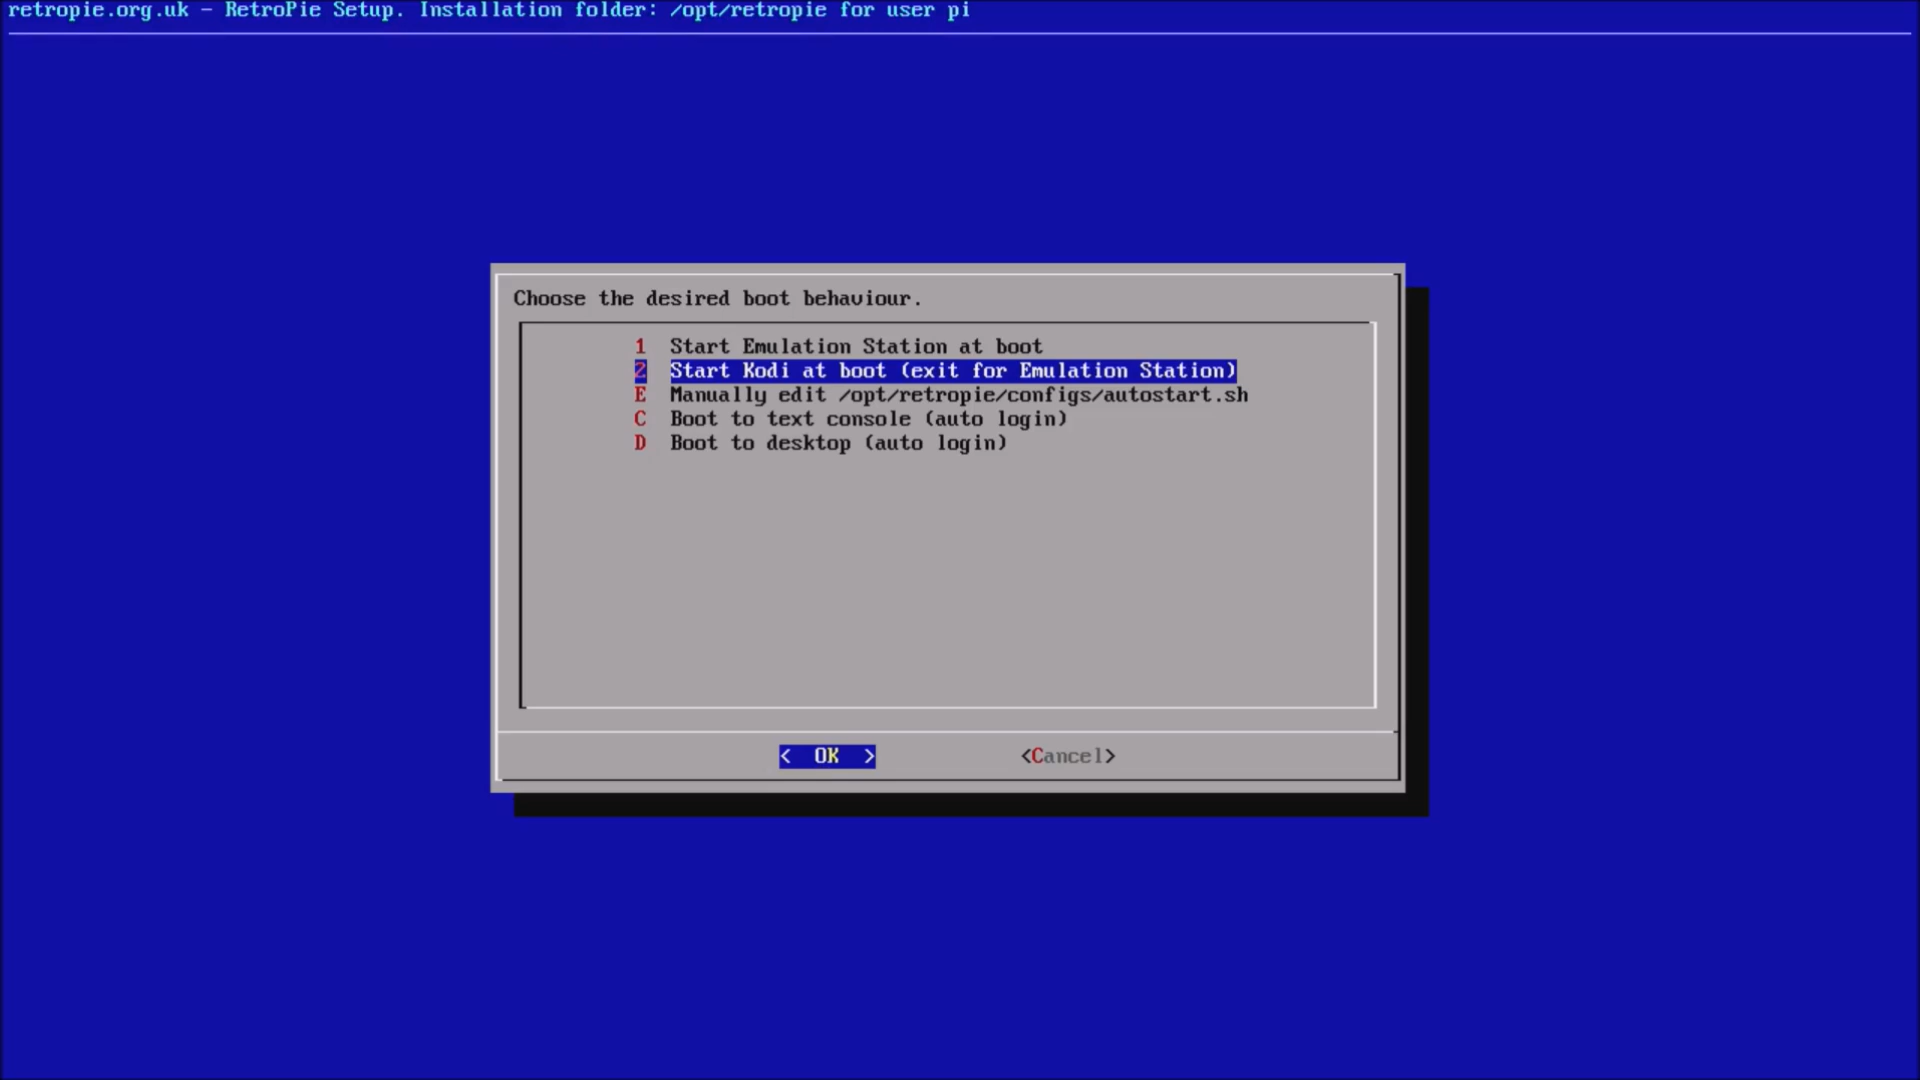 retropie.org.uk - RetroPie Setup. Installation folder: /opt/retropie for user pi
Choose the desired boot behaviour.
1 Start Emulation Station at boot
2 Start Kodi at boot (exit for Emulation Station)
E Manually edit /opt/retropie/configs/autostart.sh
C Boot to text console (auto login)
D Boot to desktop (auto login)
< OK > <Cancel>